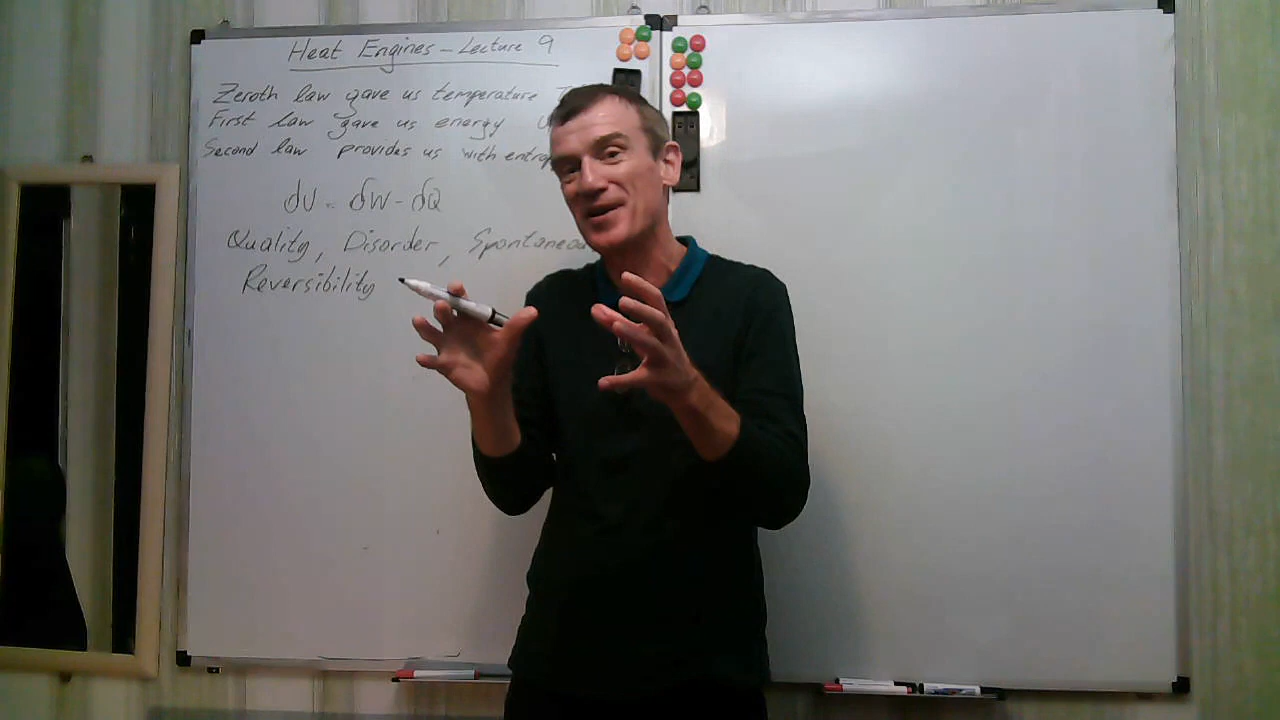 Heat Engines – Lecture 9
Zeroth law gave us temperature
First law gave us energy U
Second law provides us with
dU = δW - δQ
Quality, Disorder,
Reversibility